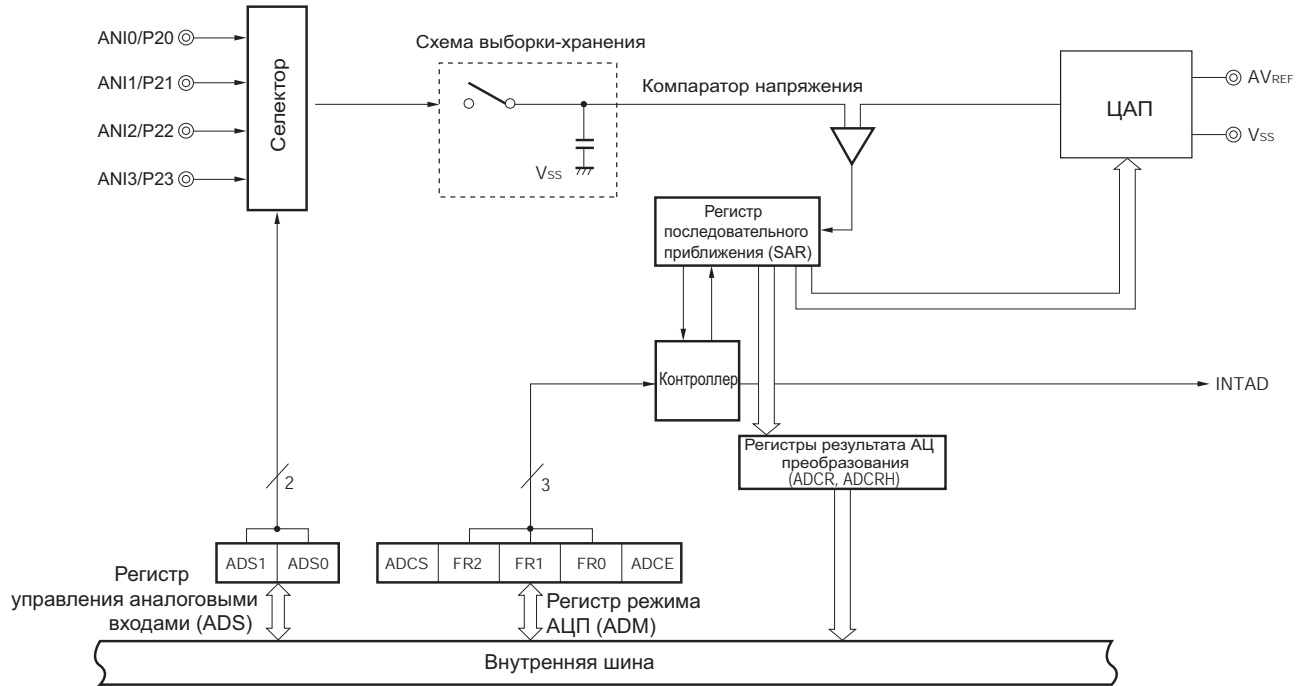 ANI0/P20
ANI1/P21
ANI2/P22
ANI3/P23
Селектор
Схема выборки-хранения
Vss
Компаратор напряжения
ЦАП
AVREF
Vss
Регистр
последовательного
приближения (SAR)
Контроллер
INTAD
Регистры результата АЦ
преобразования
(ADCR, ADCRH)
2
3
ADS1 ADS0
ADCS FR2 FR1 FR0 ADCE
Регистр
управления аналоговыми
входами (ADS)
Регистр режима
АЦП (ADM)
Внутренняя шина